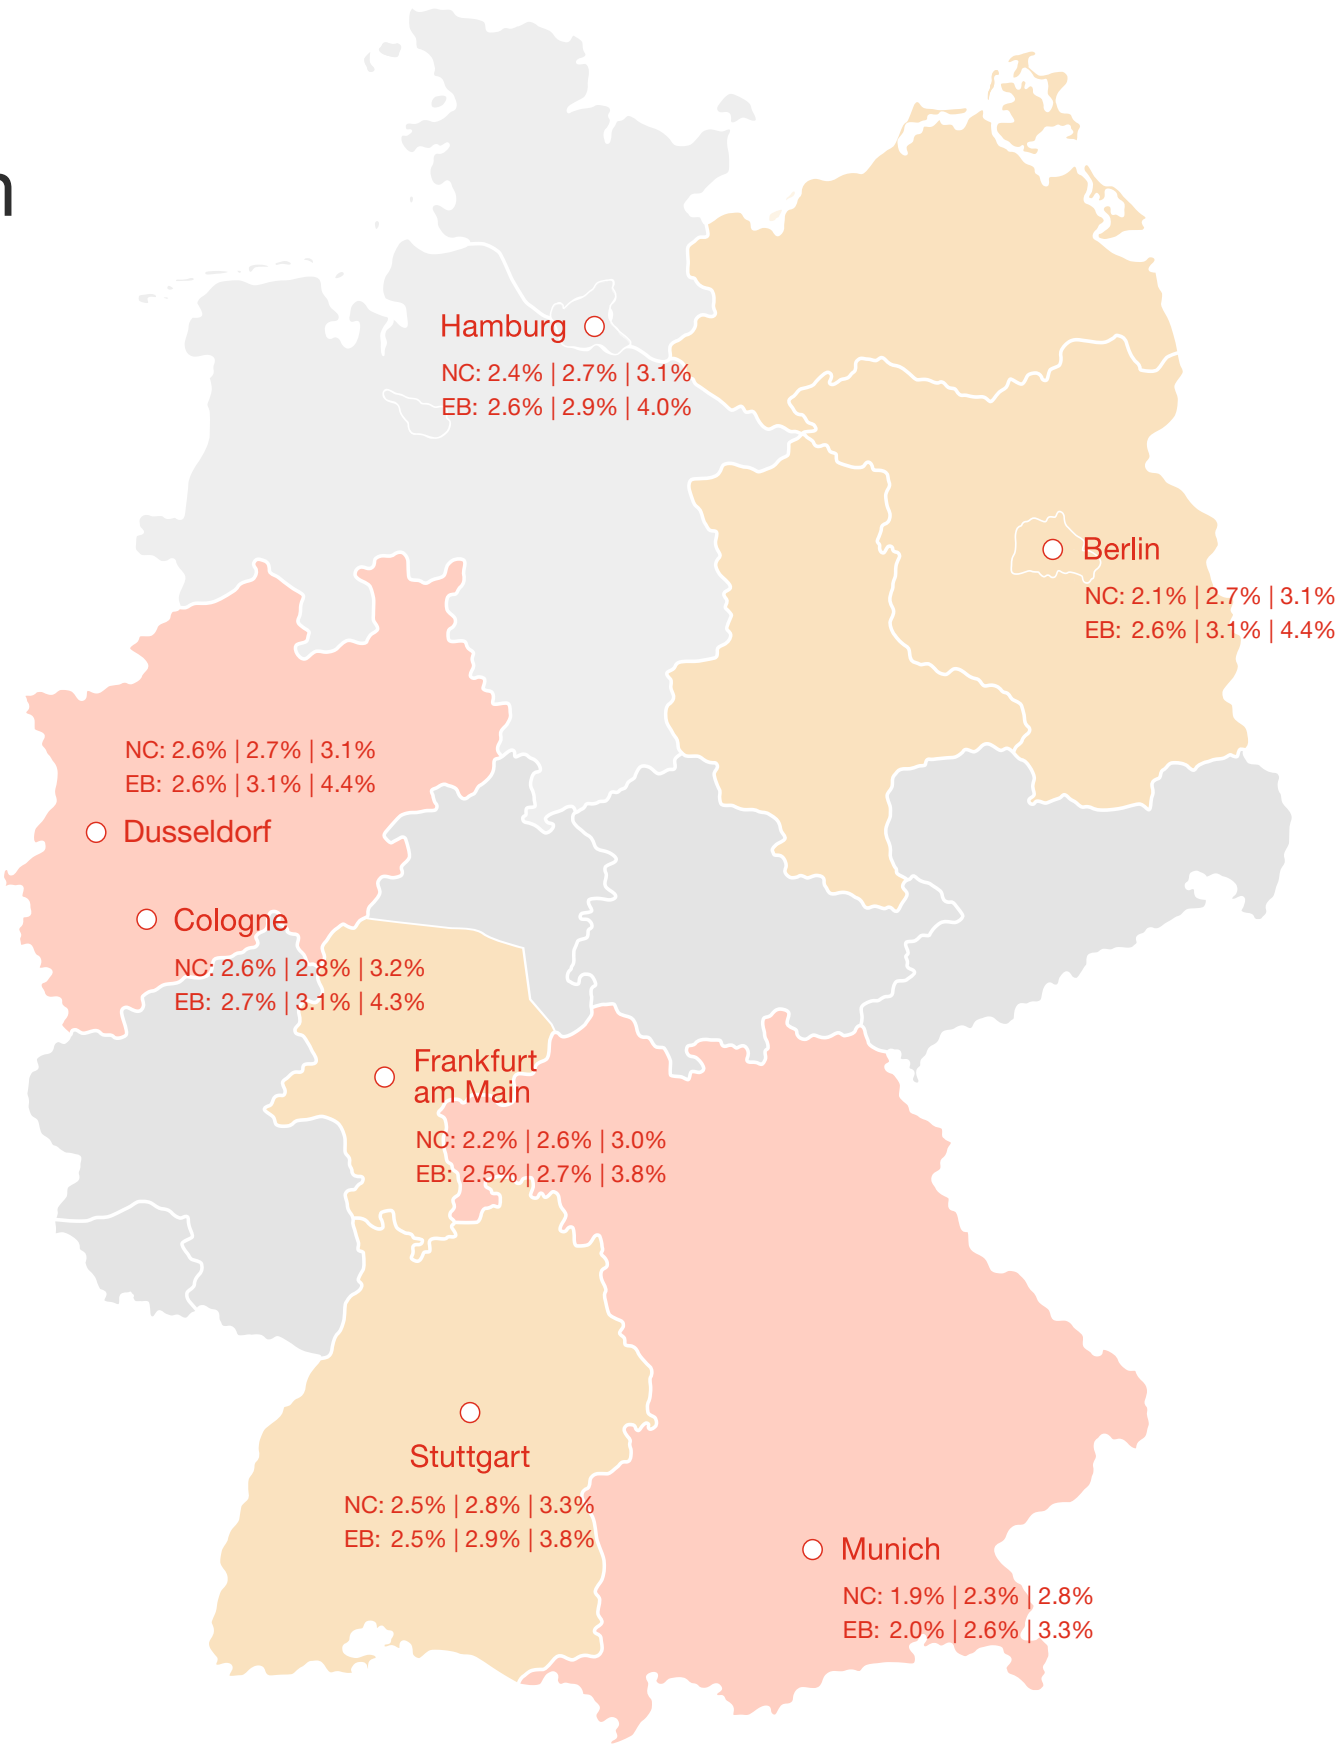 n
Hamburg
NC: 2.4% | 2.7% | 3.1%
EB: 2.6% | 2.9% | 4.0%
Berlin
NC: 2.1% | 2.7% | 3.1%
EB: 2.6% | 3.1% | 4.4%
NC: 2.6% | 2.7% | 3.1%
EB: 2.6% | 3.1% | 4.4%
Dusseldorf
Cologne
NC: 2.6% | 2.8% | 3.2%
EB: 2.7% | 3.1% | 4.3%
Frankfurt
am Main
NC: 2.2% | 2.6% | 3.0%
EB: 2.5% | 2.7% | 3.8%
Stuttgart
NC: 2.5% | 2.8% | 3.3%
EB: 2.5% | 2.9% | 3.8%
Munich
NC: 1.9% | 2.3% | 2.8%
EB: 2.0% | 2.6% | 3.3%